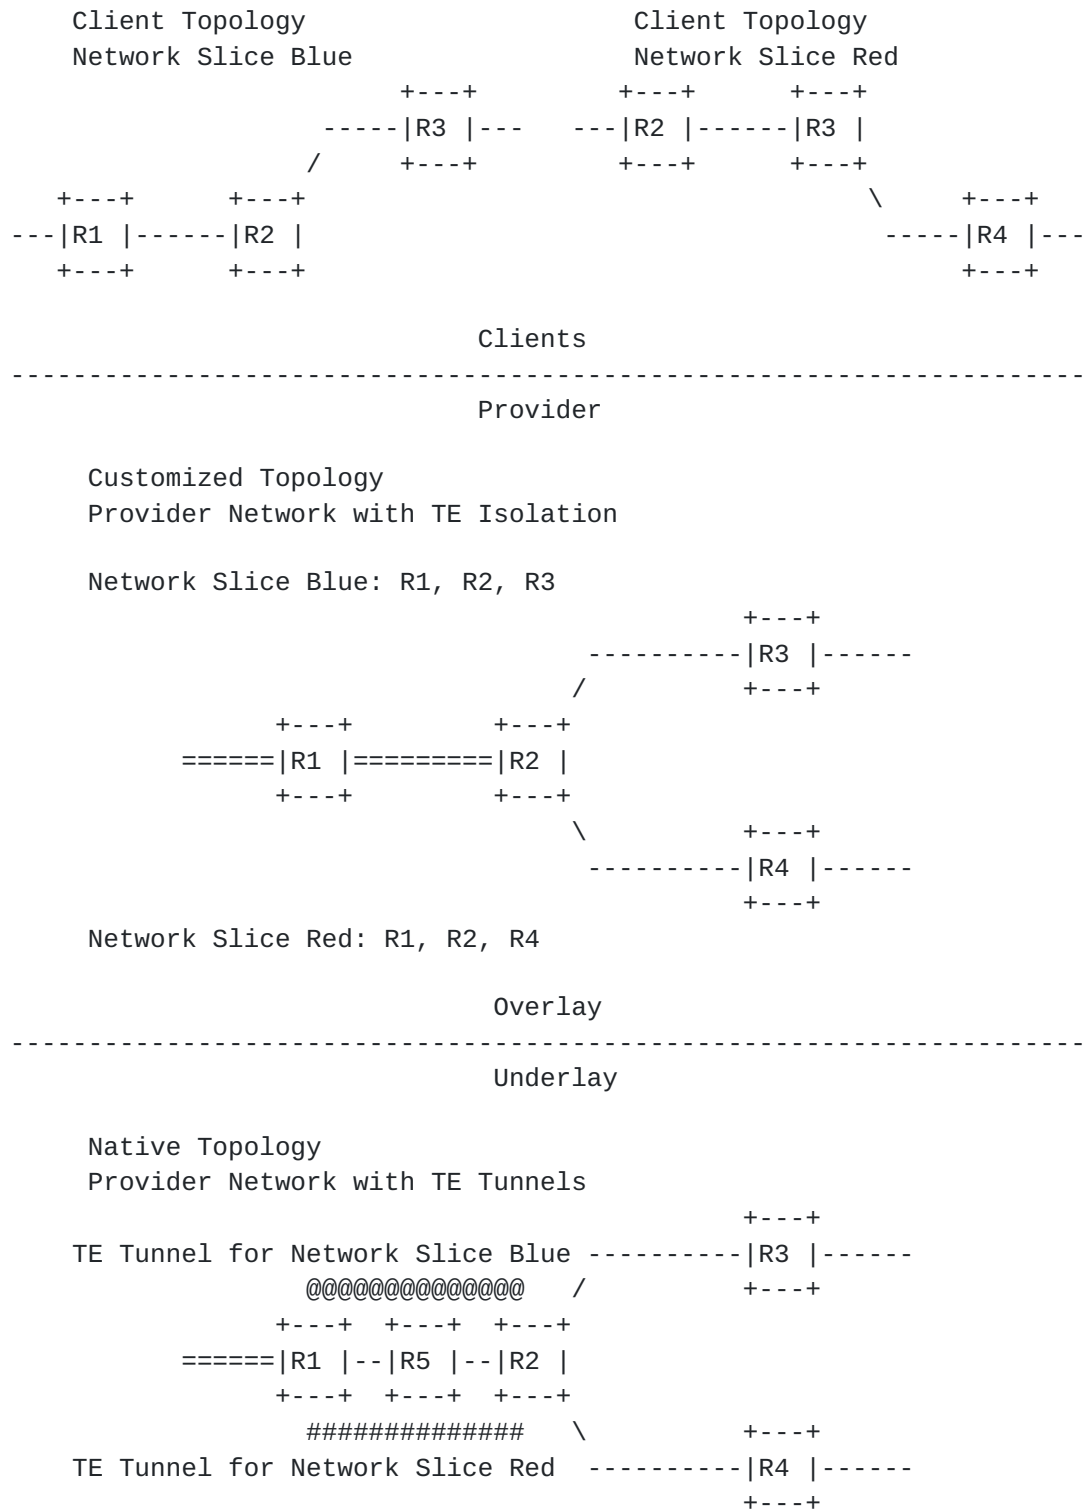 Client Topology                     Client Topology
    Network Slice Blue                  Network Slice Red
                         +---+         +---+      +---+
                    -----|R3 |---   ---|R2 |------|R3 |
                   /     +---+         +---+      +---+
   +---+      +---+                                    \     +---+
---|R1 |------|R2 |                                     -----|R4 |---
   +---+      +---+                                          +---+

                              Clients
---------------------------------------------------------------------
                              Provider

     Customized Topology
     Provider Network with TE Isolation

     Network Slice Blue: R1, R2, R3
                                               +---+
                                     ----------|R3 |------
                                    /          +---+
                 +---+         +---+
           ======|R1 |=========|R2 |
                 +---+         +---+
                                    \          +---+
                                     ----------|R4 |------
                                               +---+
     Network Slice Red: R1, R2, R4

                               Overlay
---------------------------------------------------------------------
                               Underlay

     Native Topology
     Provider Network with TE Tunnels
                                               +---+
    TE Tunnel for Network Slice Blue ----------|R3 |------
                   @@@@@@@@@@@@@@   /          +---+
                 +---+  +---+  +---+
           ======|R1 |--|R5 |--|R2 |
                 +---+  +---+  +---+
                   ##############   \          +---+
    TE Tunnel for Network Slice Red  ----------|R4 |------
                                               +---+